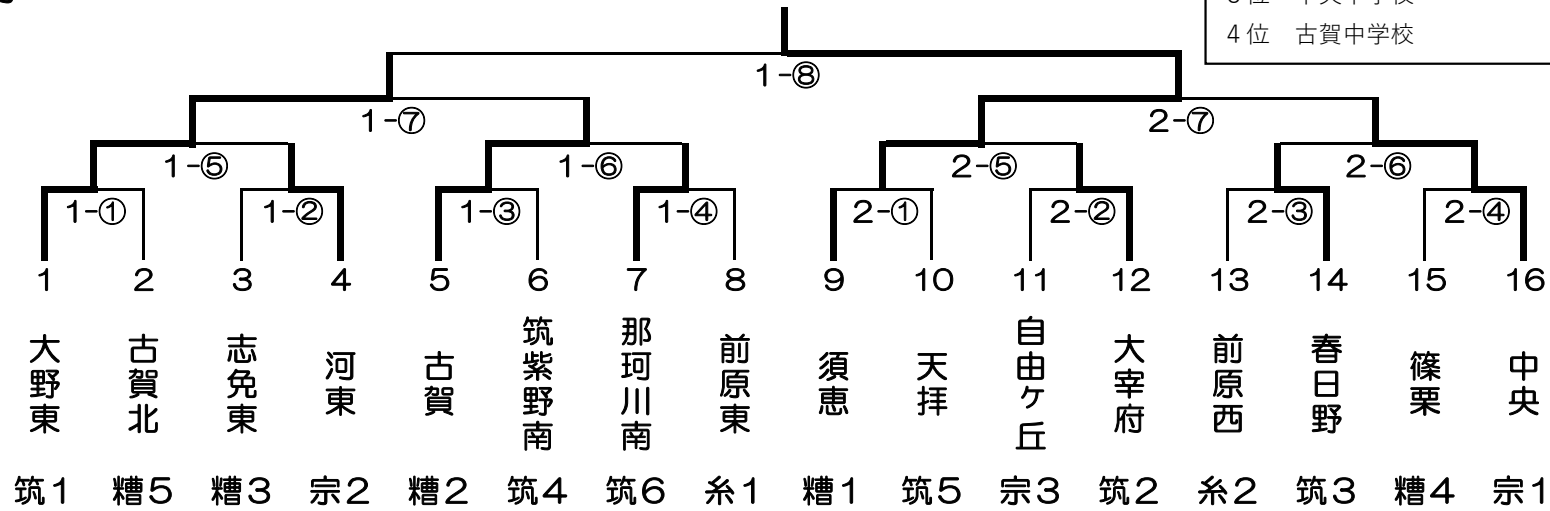 4位　古賀中学校
1-⑧
1-⑦ 2-⑦
1-⑤ 1-⑥ 2-⑤ 2-⑥
1-① 1-② 1-③ 1-④ 2-① 2-② 2-③ 2-④
1 2 3 4 5 6 7 8 9 10 11 12 13 14 15 16
大野東 古賀北 志免東 河東 古賀 筑紫野南 那珂川南 前原東 須恵 天拝 自由ケ丘 大宰府 前原西 春日野 篠栗 中央
筑1 糟5 糟3 宗2 糟2 筑4 筑6 糸1 糟1 筑5 宗3 筑2 糸2 筑3 糟4 宗1